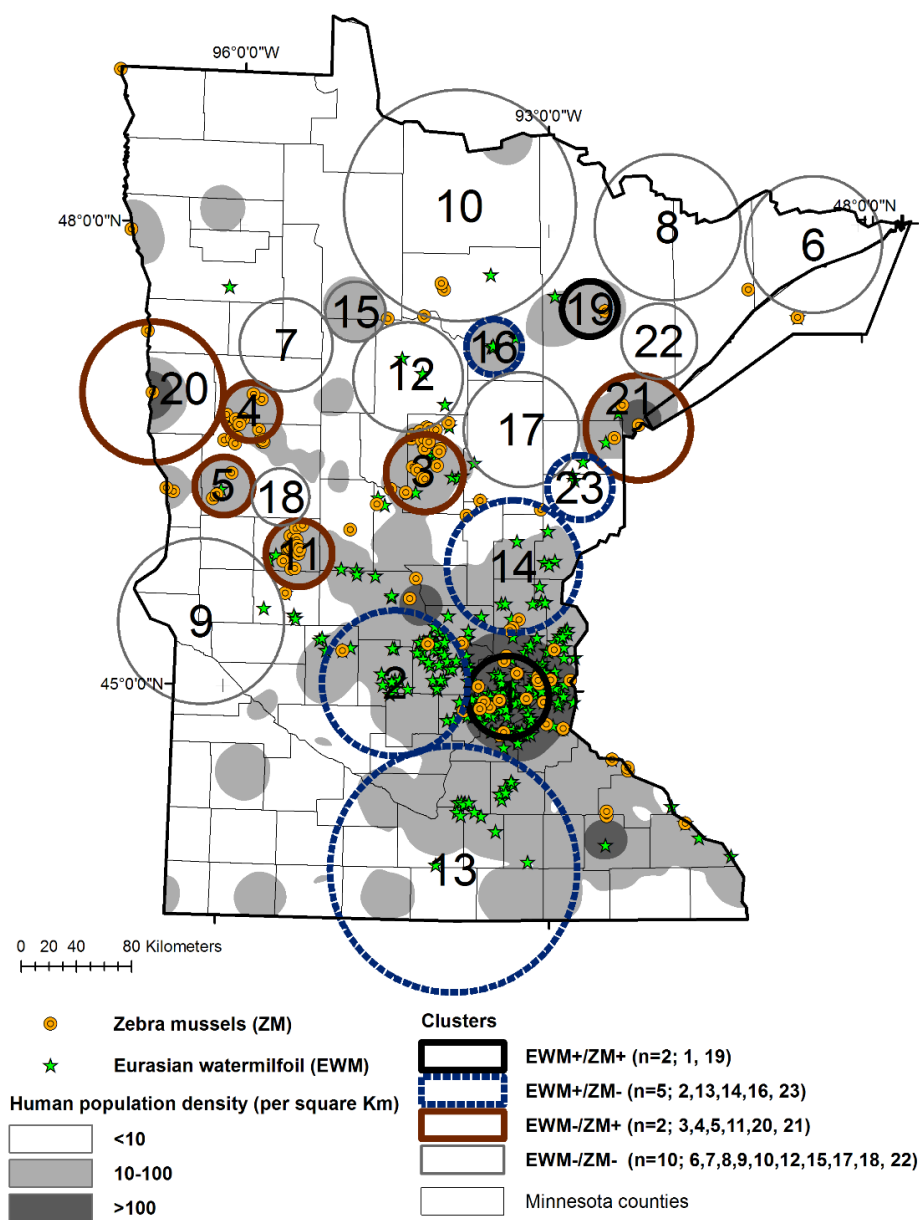 96°0'0"W
93°0'0"W
10
48°0'0"N
8
48°0'0"N
6
15
19
7
16
22
12
20
4
21
17
3
5
18
23
11
14
9
45°0'0"N
2
1
13
0 20 40 80 Kilometers
Zebra mussels (ZM)
Eurasian watermilfoil (EWM)
Human population density (per square Km)
<10
10-100
>100
Clusters
EWM+/ZM+ (n=2; 1, 19)
EWM+/ZM- (n=5; 2,13,14,16, 23)
EWM-/ZM+ (n=2; 3,4,5,11,20, 21)
EWM-/ZM- (n=10; 6,7,8,9,10,12,15,17,18, 22)
Minnesota counties